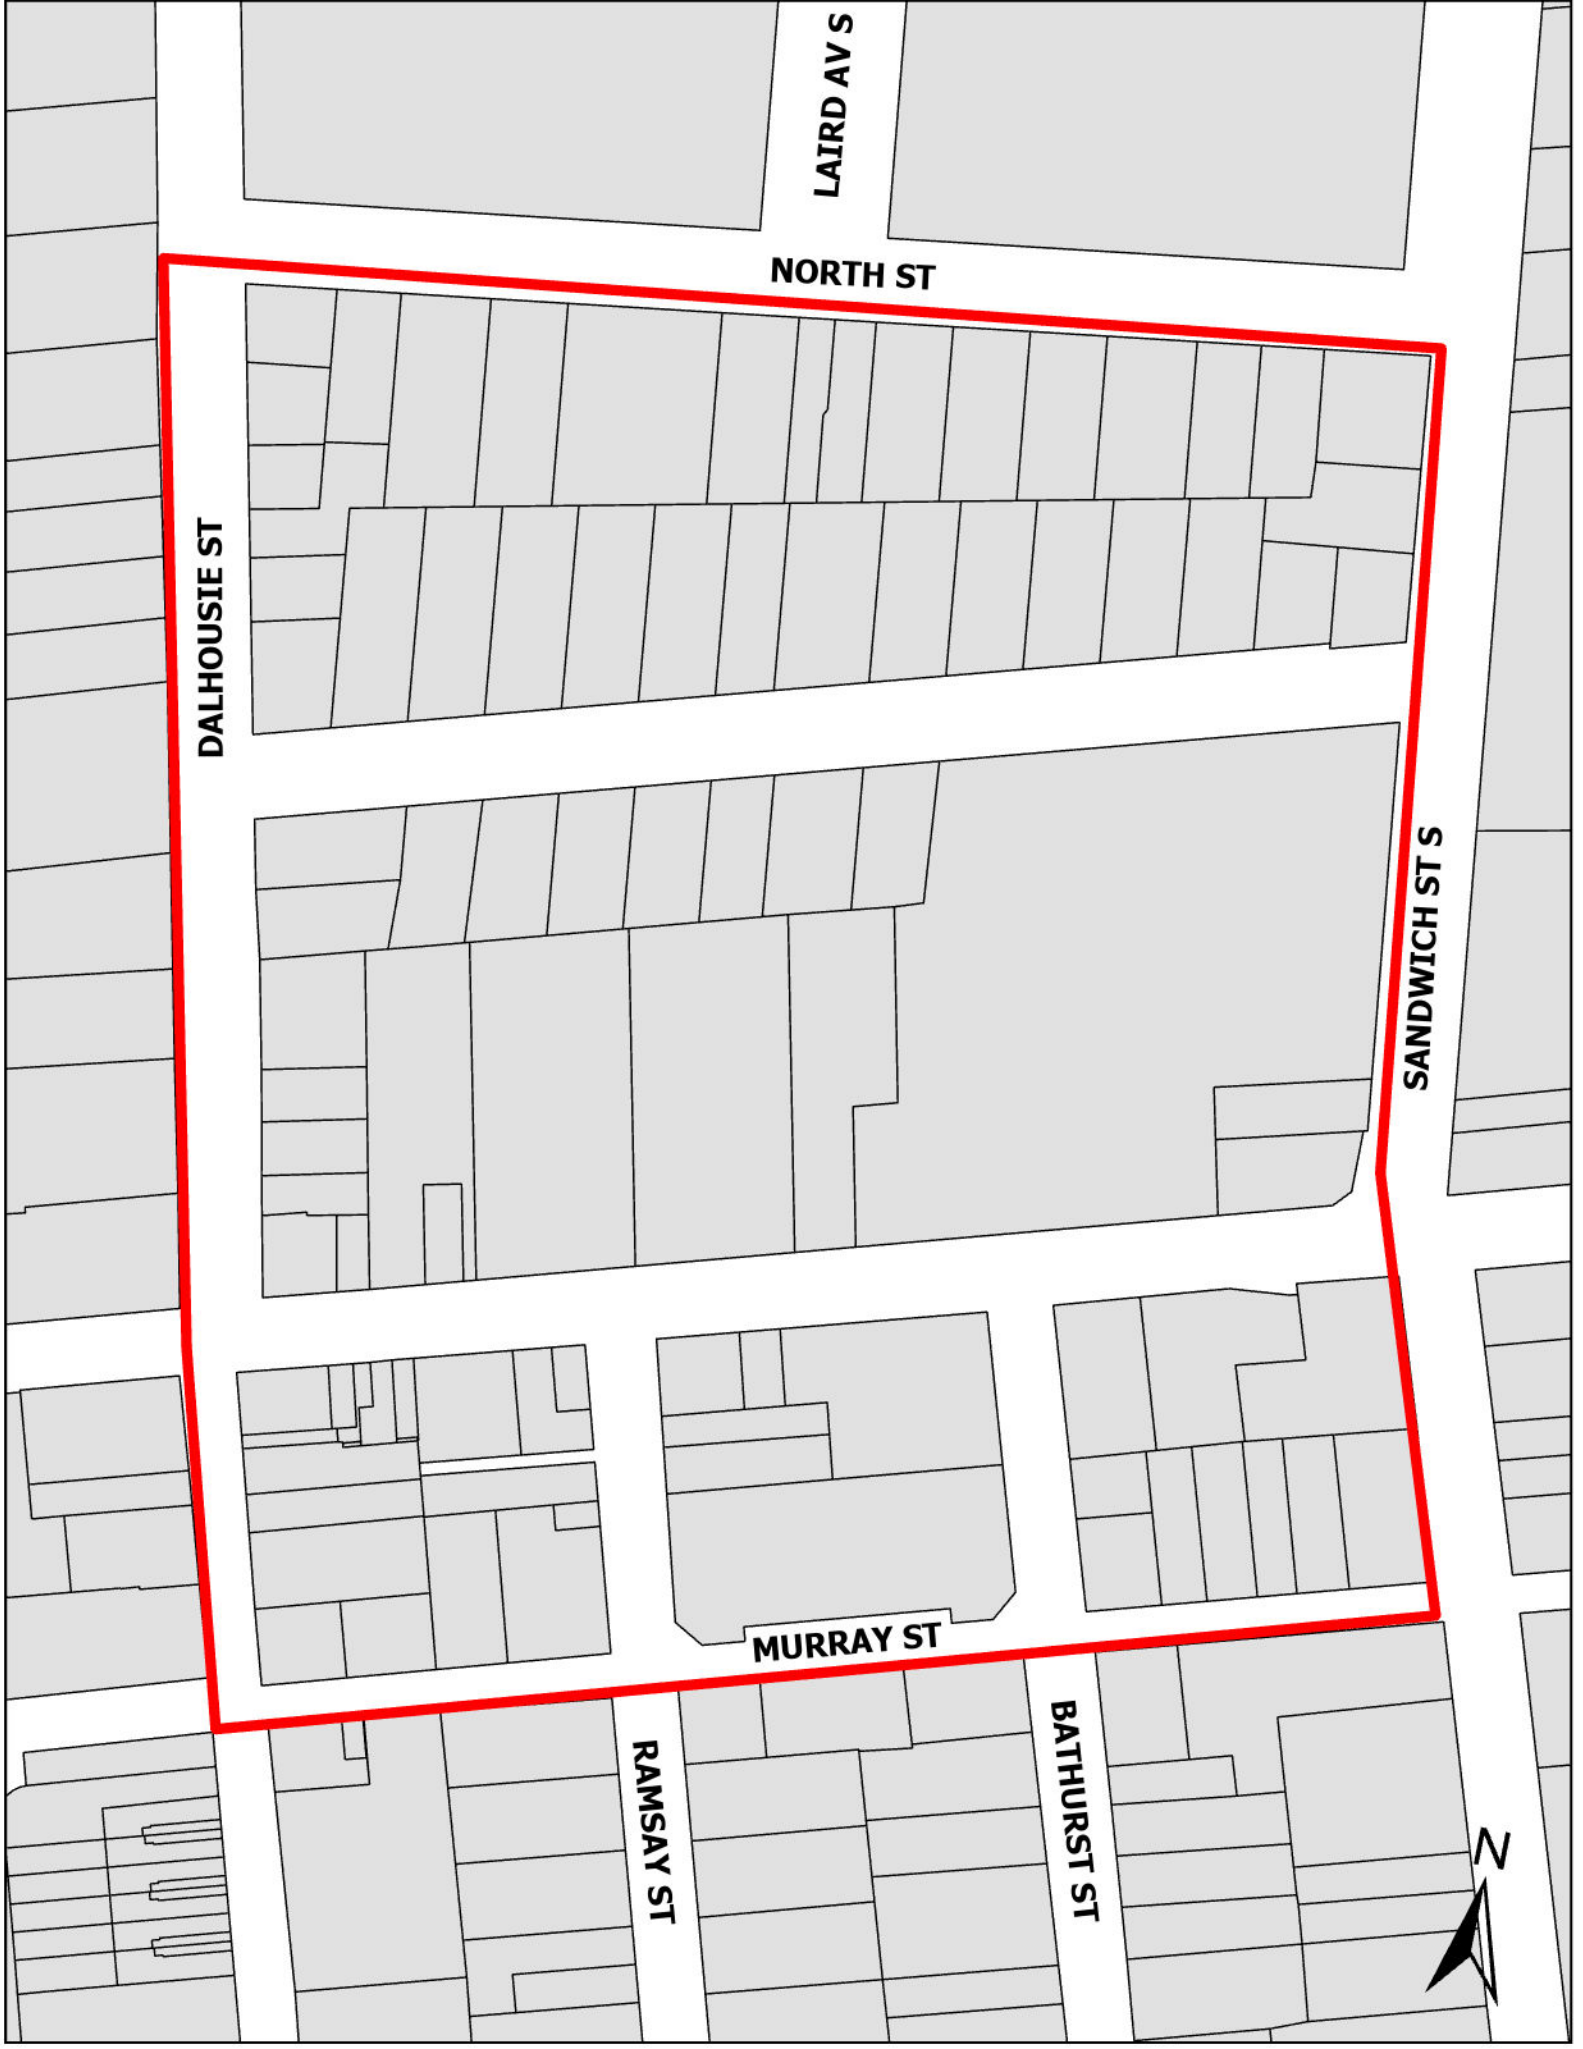 LAIRD AV S
NORTH ST
DALHOUSIE ST
SANDWICH ST S
MURRAY ST
RAMSAY ST
BATHURST ST
N